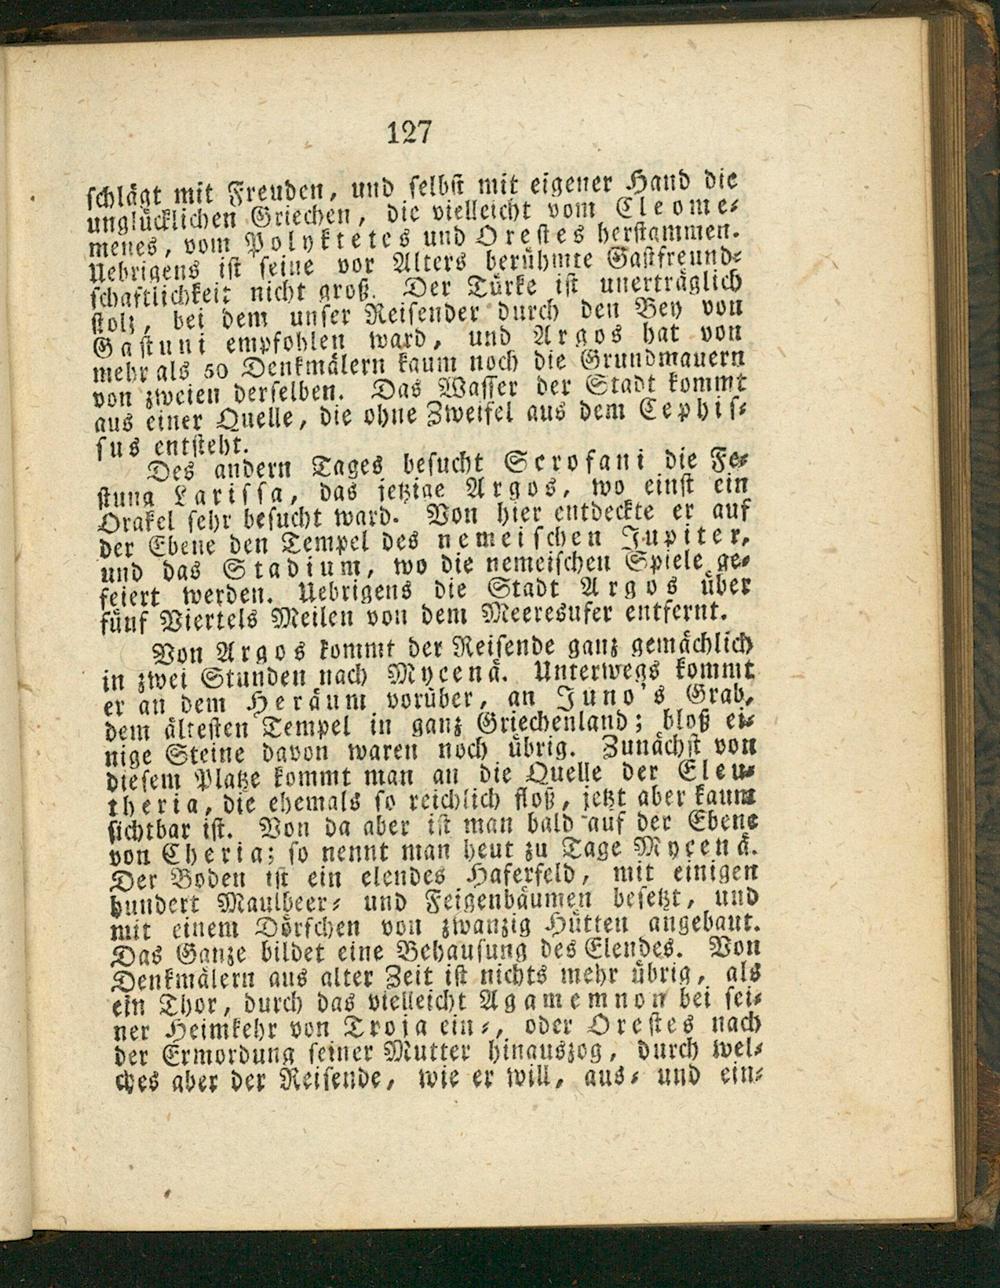 127
schlägt mit Freuden, und selbst mit eigener Hand die
unglücklichen Griechen, die vielleicht vom Cleome-
menes, vom Polyktetes und Orestes herstammen.
Uebrigens ist seine vor Alters berühmte Gastfreund-
schaftlichkeit nicht groß. Der Türke ist unerträglich
stolz, bei dem unser Reisender durch den Bey von
Gastuni empfohlen ward, und Argos hat von
mehr als 50 Denkmälern kaum noch die Grundmauern
von zweien derselben. Das Wasser der Stadt kommt
aus einer Quelle, die ohne Zweifel aus dem Cephis-
sus entsteht.
Des andern Tages besucht Scrofani die Fe-
stung Larissa, das jetzige Argos, wo einst ein
Orakel sehr besucht ward. Von hier entdeckte er auf
der Ebene den Tempel des nemeischen Jupiter,
und das Stadium, wo die nemeischen Spiele ge-
feiert werden. Uebrigens die Stadt Argos über
fünf Viertels Meilen von dem Meeresufer entfernt.
Von Argos kommt der Reisende ganz gemächlich
in zwei Stunden nach Mycenä. Unterwegs kommt
er an dem Heräum vorüber, an Juno's Grab,
dem ältesten Tempel in ganz Griechenland; bloß ei-
nige Steine davon waren noch übrig. Zunächst von
diesem Platze kommt man an die Quelle der Eleu-
theria, die ehemals so reichlich floß, jetzt aber kaum
sichtbar ist. Von da aber ist man bald auf der Ebene
von Cheria; so nennt man heut zu Tage Mycenä.
Der Boden ist ein elendes Haferfeld, mit einigen
hundert Maulbeer- und Feigenbäumen besetzt, und
mit einem Dörfchen von zwanzig Hütten angebaut.
Das Ganze bildet eine Behausung des Elendes. Von
Denkmälern aus alter Zeit ist nichts mehr übrig, als
ein Thor, durch das vielleicht Agamemnon bei sei-
ner Heimkehr von Troja ein-, oder Orestes nach
der Ermordung seiner Mutter hinauszog, durch wel-
ches aber der Reisende, wie er will, aus- und ein-